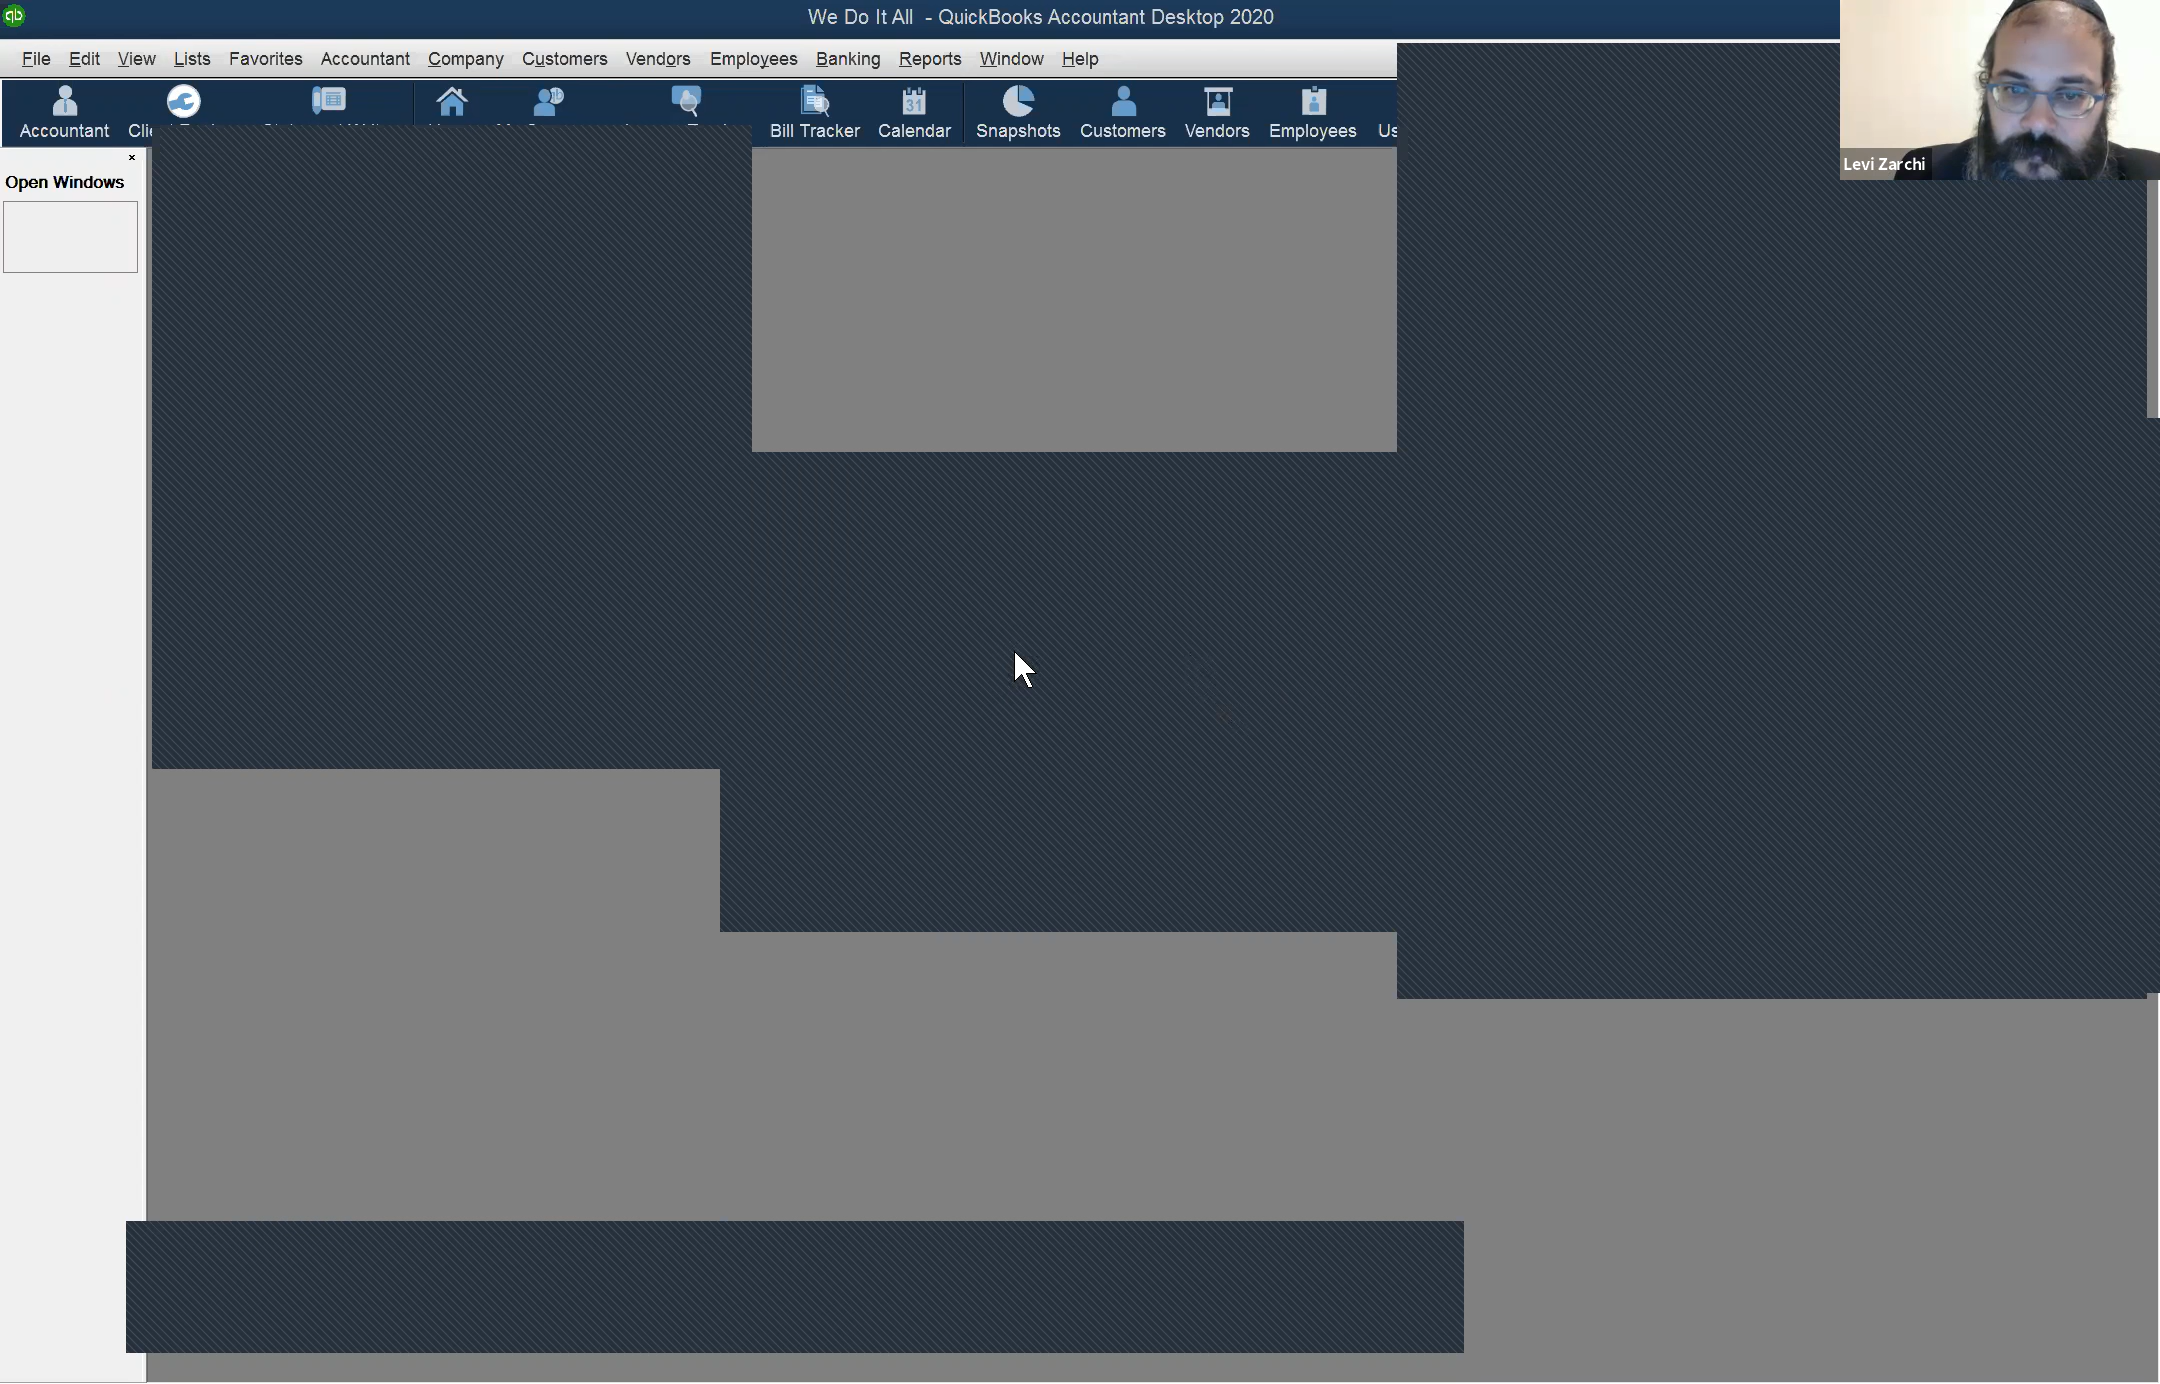 We Do It All - QuickBooks Accountant Desktop 2020
File Edit View Lists Favorites Accountant Company Customers Vendors Employees Banking Reports Window Help
31
Accountant Bill Tracker Calendar Snapshots Customers Vendors Employees
Levi Zarchi
Open Windows